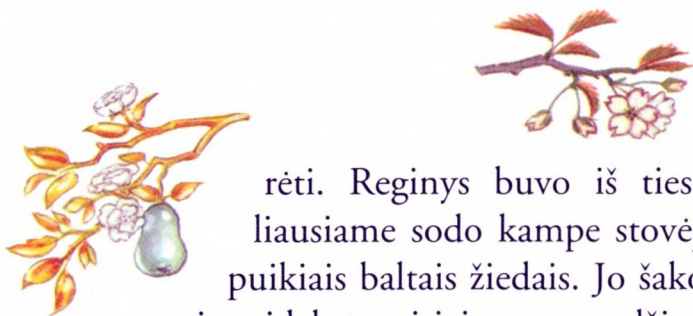 rėti. Reginys buvo iš ties
liausiame sodo kampe stovė
puikiais baltais žiedais. Jo šako